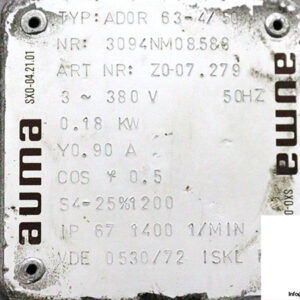 TYP: ADOR 63-4/50
NR: 3094NM08589
ART NR: Z0-07.279
3 ~ 380 V 50HZ
0.18 KW
Y0.90 A
COS φ 0.5
S4-25% 1200
IP 67 1400 1/MIN
VDE 0530/72 ISKL
auma
SX0-04.21.01
auma